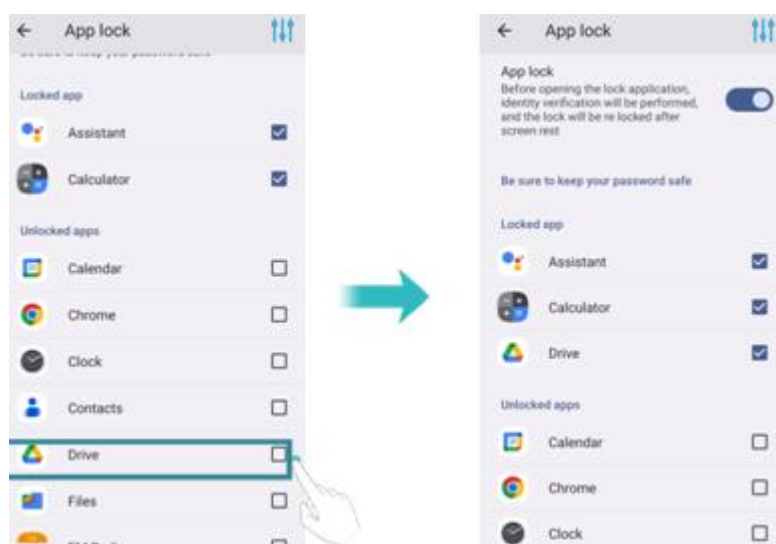 App lock
Locked app
Assistant
Calculator
Unlocked apps
Calendar
Chrome
Clock
Contacts
Drive
Files
App lock
App lock
Before opening the lock application,
identity verification will be performed,
and the lock will be re locked after
screen rest
Be sure to keep your password safe
Locked app
Assistant
Calculator
Drive
Unlocked apps
Calendar
Chrome
Clock